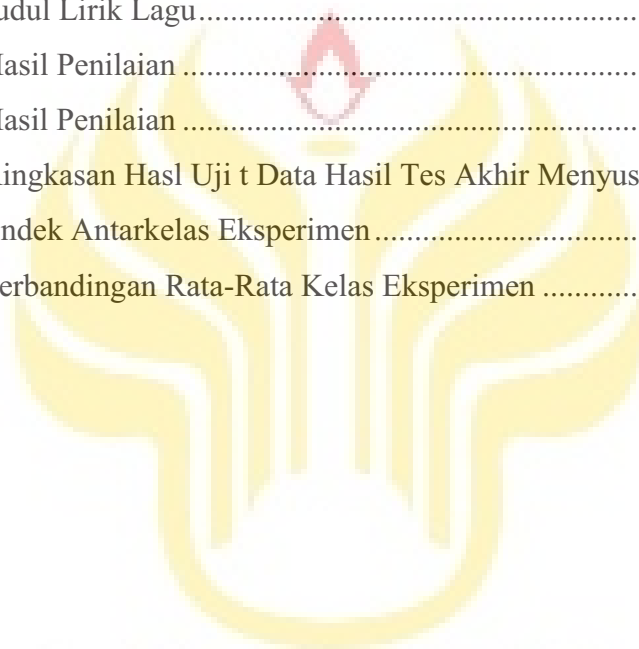 udul Lirik Lagu.......................................................
Hasil Penilaian .........................................................
Hasil Penilaian .........................................................
ingkasan Hasl Uji t Data Hasil Tes Akhir Menyus
ndek Antarkelas Eksperimen.................................
erbandingan Rata-Rata Kelas Eksperimen ............